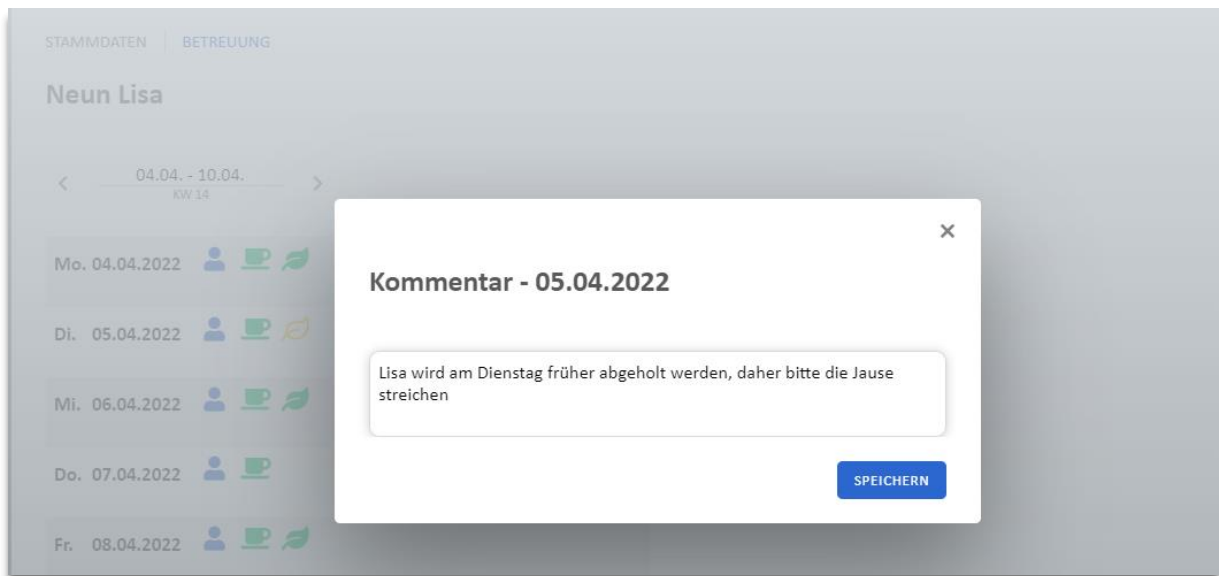 STAMMDATEN BETREUUNG
Neun Lisa
04.04. - 10.04.
KW 14
Mo. 04.04.2022
Di. 05.04.2022
Mi. 06.04.2022
Do. 07.04.2022
Fr. 08.04.2022
Kommentar - 05.04.2022
Lisa wird am Dienstag früher abgeholt werden, daher bitte die Jause
streichen
SPEICHERN